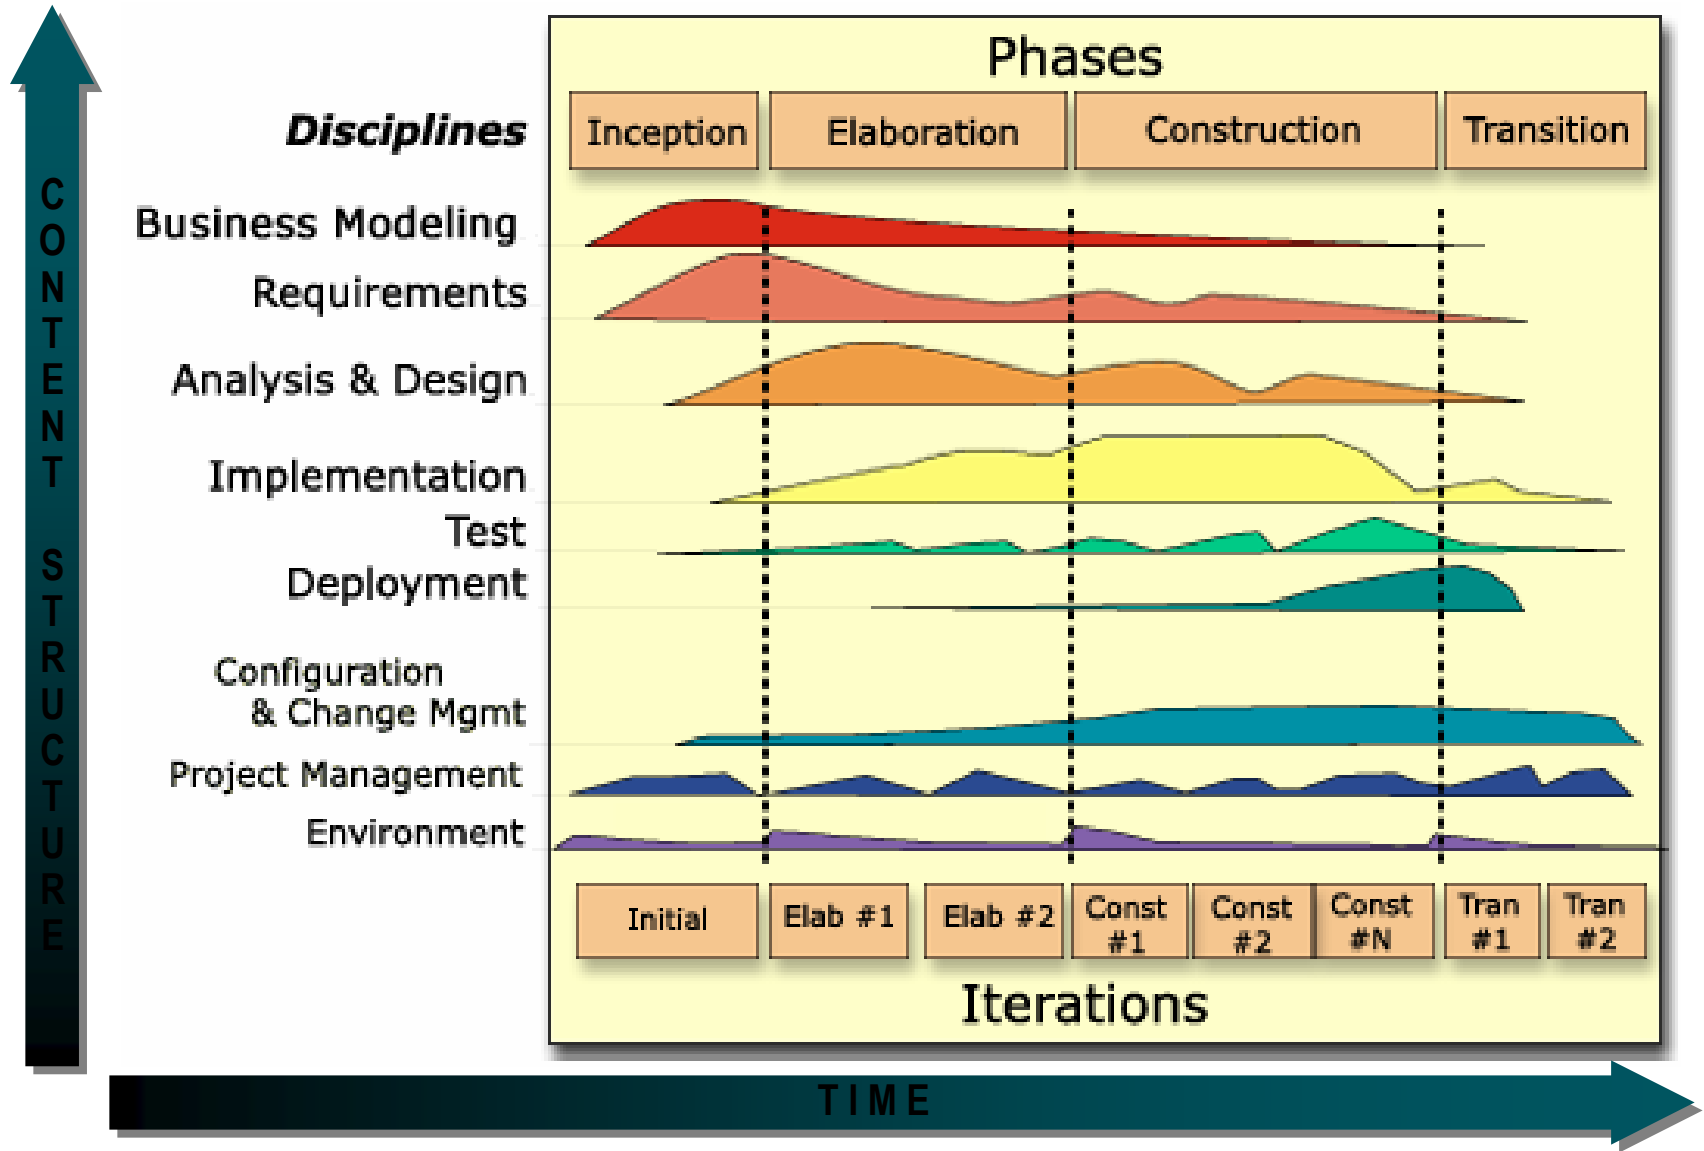 CONTENT STRUCTURE
Phases
Disciplines
Inception
Elaboration
Construction
Transition
Business Modeling
Requirements
Analysis & Design
Implementation
Test
Deployment
Configuration
& Change Mgmt
Project Management
Environment
Initial
Elab #1
Elab #2
Const
#1
Const
#2
Const
#N
Tran
#1
Tran
#2
Iterations
TIME